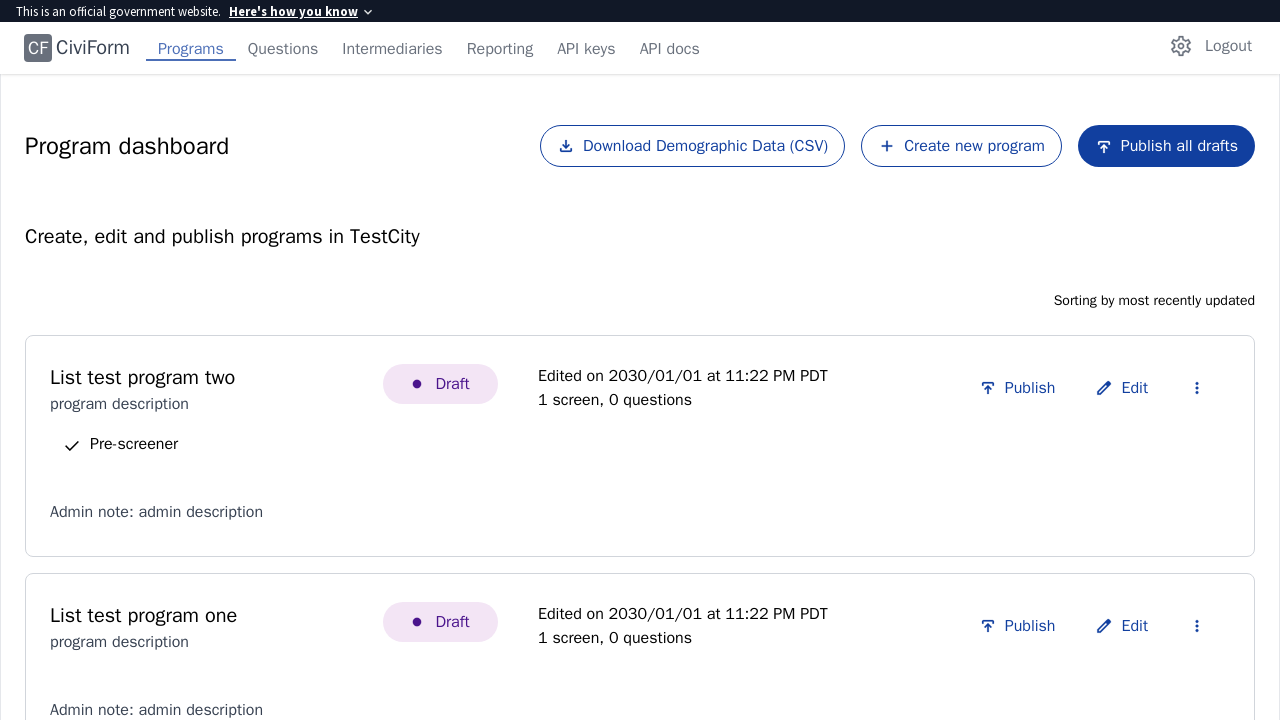 This is an official government website. Here's how you know
CF CiviForm Programs Questions Intermediaries Reporting API keys API docs Logout
Program dashboard Download Demographic Data (CSV) Create new program Publish all drafts
Create, edit and publish programs in TestCity
Sorting by most recently updated
List test program two Draft Edited on 2030/01/01 at 11:22 PM PDT Publish Edit
program description 1 screen, 0 questions
Pre-screener
Admin note: admin description
List test program one Draft Edited on 2030/01/01 at 11:22 PM PDT Publish Edit
program description 1 screen, 0 questions
Admin note: admin description